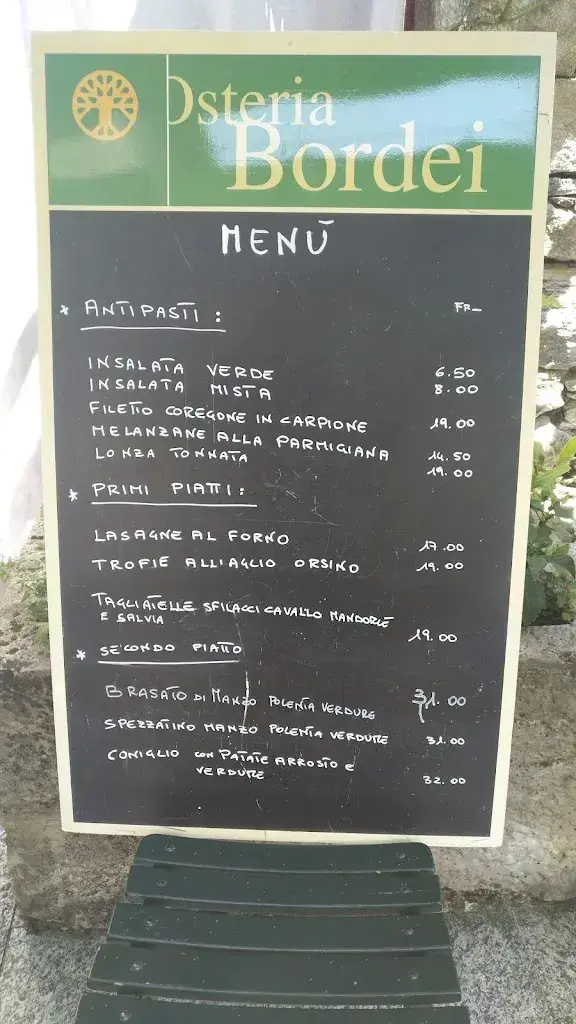 Osteria
Bordei
MENÙ
* ANTIPASTI : FR–
INSALATA VERDE 6.50
INSALATA MISTA 8.00
FILETTO COREGONE IN CARPIONE 19.00
MELANZANE ALLA PARMIGIANA 14.50
LONZA TONNATA 19.00
* PRIMI PIATTI :
LASAGNE AL FORNO 17.00
TROFIE ALL'AGLIO ORSINO 19.00
TAGLIATELLE SFILACCI CAVALLO MANDORLE
E SALVIA 19.00
* SECONDO PIATTO
BRASATO DI MANZO POLENTA VERDURE 31.00
SPEZZATINO MANZO POLENTA VERDURE 31.00
CONIGLIO CON PATATE ARROSTO E
VERDURE 32.00